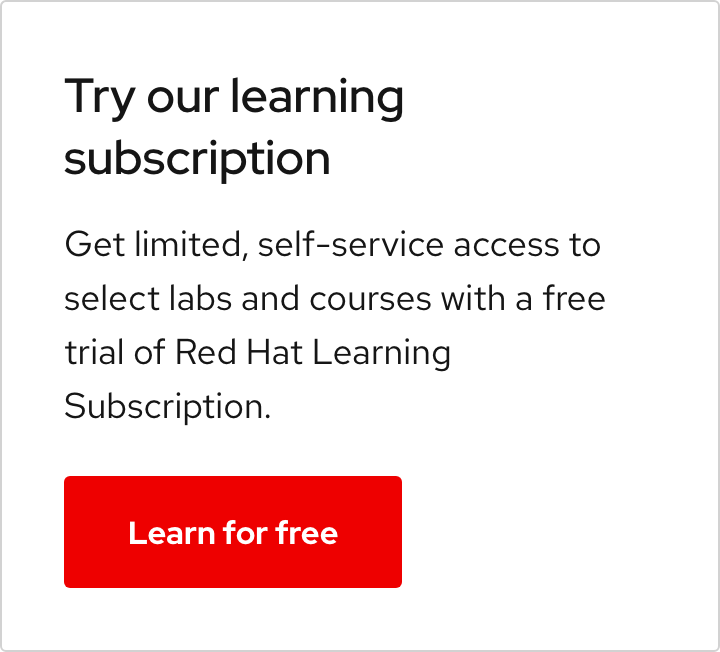 Try our learning
subscription
Get limited, self-service access to
select labs and courses with a free
trial of Red Hat Learning
Subscription.
Learn for free